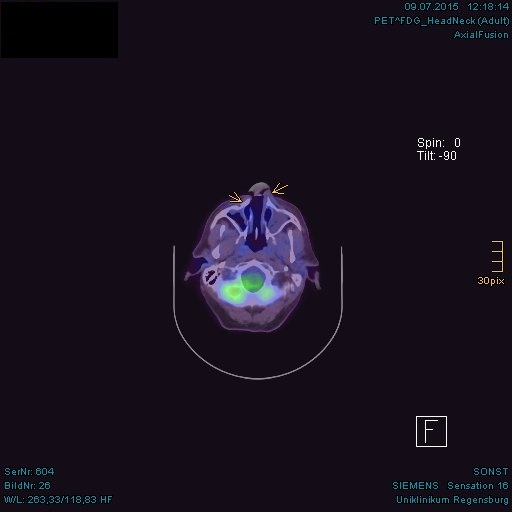 09.07.2015 12:18:14
PET^FDG_HeadNeck (Adult)
AxialFusion
Spin: 0
Tilt: -90
30pix
F
SerNr: 604
BildNr: 26
W/L: 263,33/118,83 HF
SONST
SIEMENS Sensation 16
Uniklinikum Regensburg